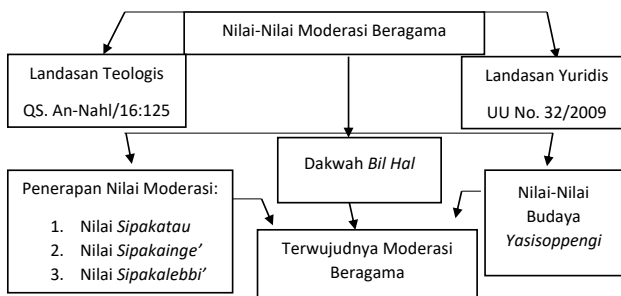 Nilai-Nilai Moderasi Beragama
Landasan Teologis
QS. An-Nahl/16:125
Landasan Yuridis
UU No. 32/2009
Dakwah Bil Hal
Penerapan Nilai Moderasi:
1. Nilai Sipakatau
2. Nilai Sipakainge’
3. Nilai Sipakalebbi’
Nilai-Nilai
Budaya
Yasisoppengi
Terwujudnya Moderasi
Beragama